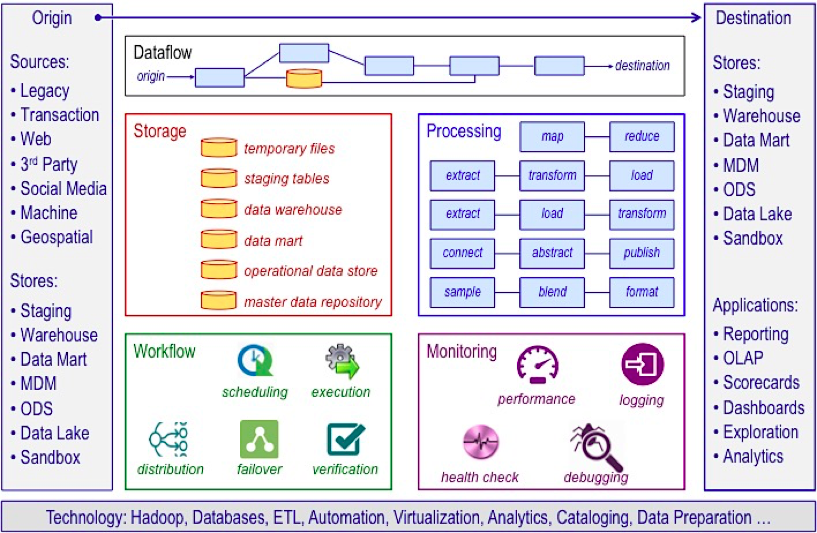 Origin
Sources:
• Legacy
• Transaction
• Web
• 3rd Party
• Social Media
• Machine
• Geospatial
Stores:
• Staging
• Warehouse
• Data Mart
• MDM
• ODS
• Data Lake
• Sandbox
Dataflow
origin
destination
Storage
temporary files
staging tables
data warehouse
data mart
operational data store
master data repository
Processing
map reduce
extract transform load
extract load transform
connect abstract publish
sample blend format
Workflow
scheduling execution
distribution failover verification
Monitoring
performance logging
health check debugging
Destination
Stores:
• Staging
• Warehouse
• Data Mart
• MDM
• ODS
• Data Lake
• Sandbox
Applications:
• Reporting
• OLAP
• Scorecards
• Dashboards
• Exploration
• Analytics
Technology: Hadoop, Databases, ETL, Automation, Virtualization, Analytics, Cataloging, Data Preparation …